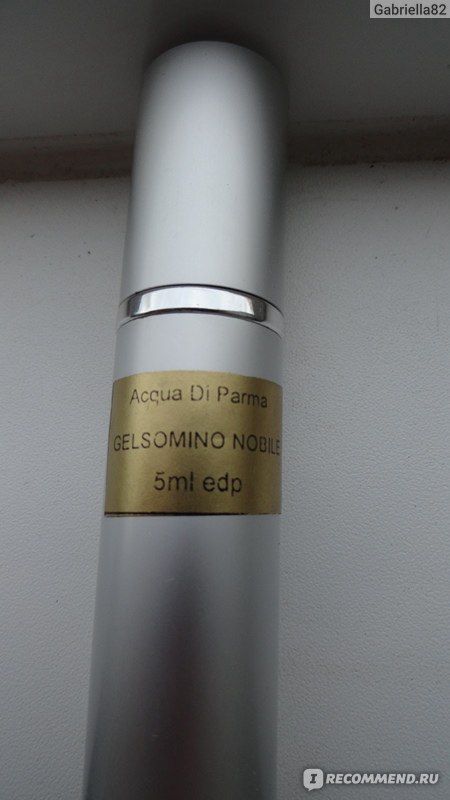 Gabriella82
Acqua Di Parma
GELSOMINO NOBILE
5ml edp
I RECOMMEND.RU